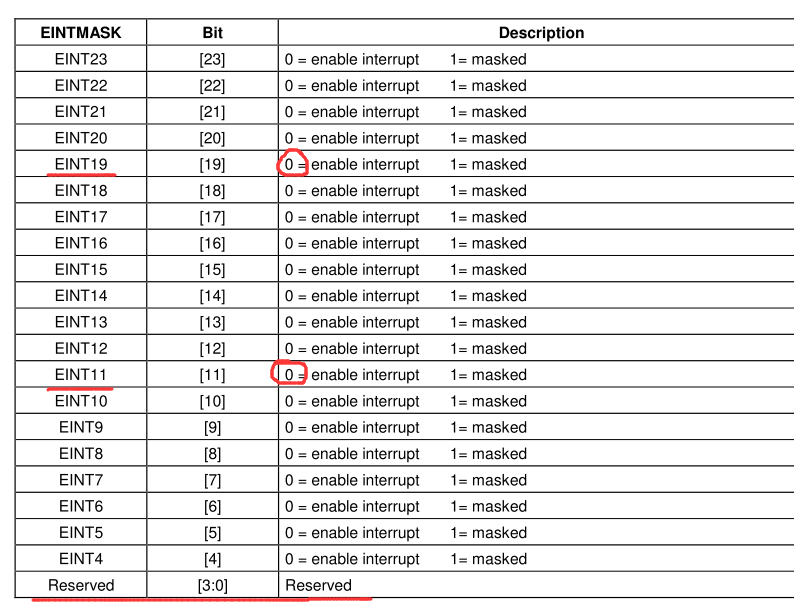 EINTMASK Bit Description
EINT23 [23] 0 = enable interrupt 1= masked
EINT22 [22] 0 = enable interrupt 1= masked
EINT21 [21] 0 = enable interrupt 1= masked
EINT20 [20] 0 = enable interrupt 1= masked
EINT19 [19] 0 = enable interrupt 1= masked
EINT18 [18] 0 = enable interrupt 1= masked
EINT17 [17] 0 = enable interrupt 1= masked
EINT16 [16] 0 = enable interrupt 1= masked
EINT15 [15] 0 = enable interrupt 1= masked
EINT14 [14] 0 = enable interrupt 1= masked
EINT13 [13] 0 = enable interrupt 1= masked
EINT12 [12] 0 = enable interrupt 1= masked
EINT11 [11] 0 = enable interrupt 1= masked
EINT10 [10] 0 = enable interrupt 1= masked
EINT9 [9] 0 = enable interrupt 1= masked
EINT8 [8] 0 = enable interrupt 1= masked
EINT7 [7] 0 = enable interrupt 1= masked
EINT6 [6] 0 = enable interrupt 1= masked
EINT5 [5] 0 = enable interrupt 1= masked
EINT4 [4] 0 = enable interrupt 1= masked
Reserved [3:0] Reserved